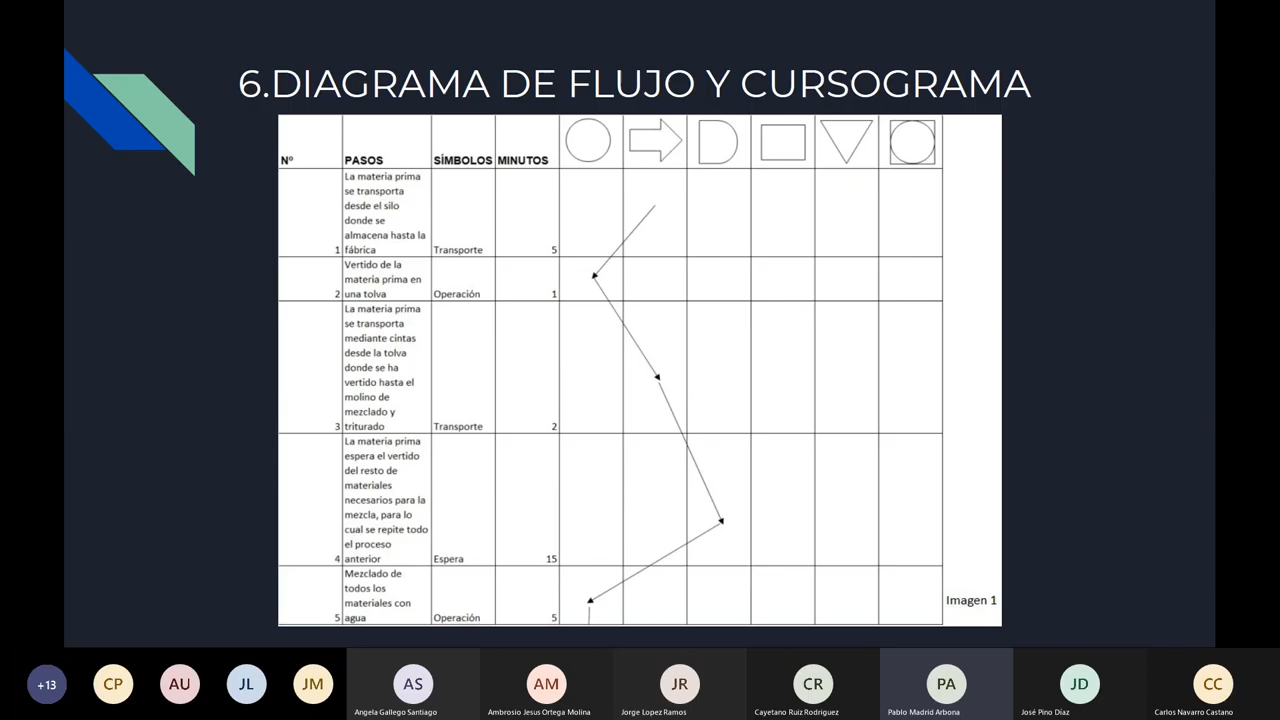 6.DIAGRAMA DE FLUJO Y CURSOGRAMA
Nº PASOS SÍMBOLOS MINUTOS
La materia prima
se transporta
desde el silo
donde se
almacena hasta la
1 fábrica Transporte 5
Vertido de la
materia prima en
2 una tolva Operación 1
La materia prima
se transporta
mediante cintas
desde la tolva
donde se ha
vertido hasta el
molino de
mezclado y
3 triturado Transporte 2
La materia prima
espera el vertido
del resto de
materiales
necesarios para la
mezcla, para lo
cual se repite todo
el proceso
4 anterior Espera 15
Mezclado de
todos los
materiales con
5 agua Operación 5
Imagen 1
+13 CP AU JL JM AS AM JR CR PA JD CC
Angela Gallego Santiago Ambrosio Jesus Ortega Molina Jorge Lopez Ramos Cayetano Ruiz Rodriguez Pablo Madrid Arbona José Pino Díaz Carlos Navarro Castano